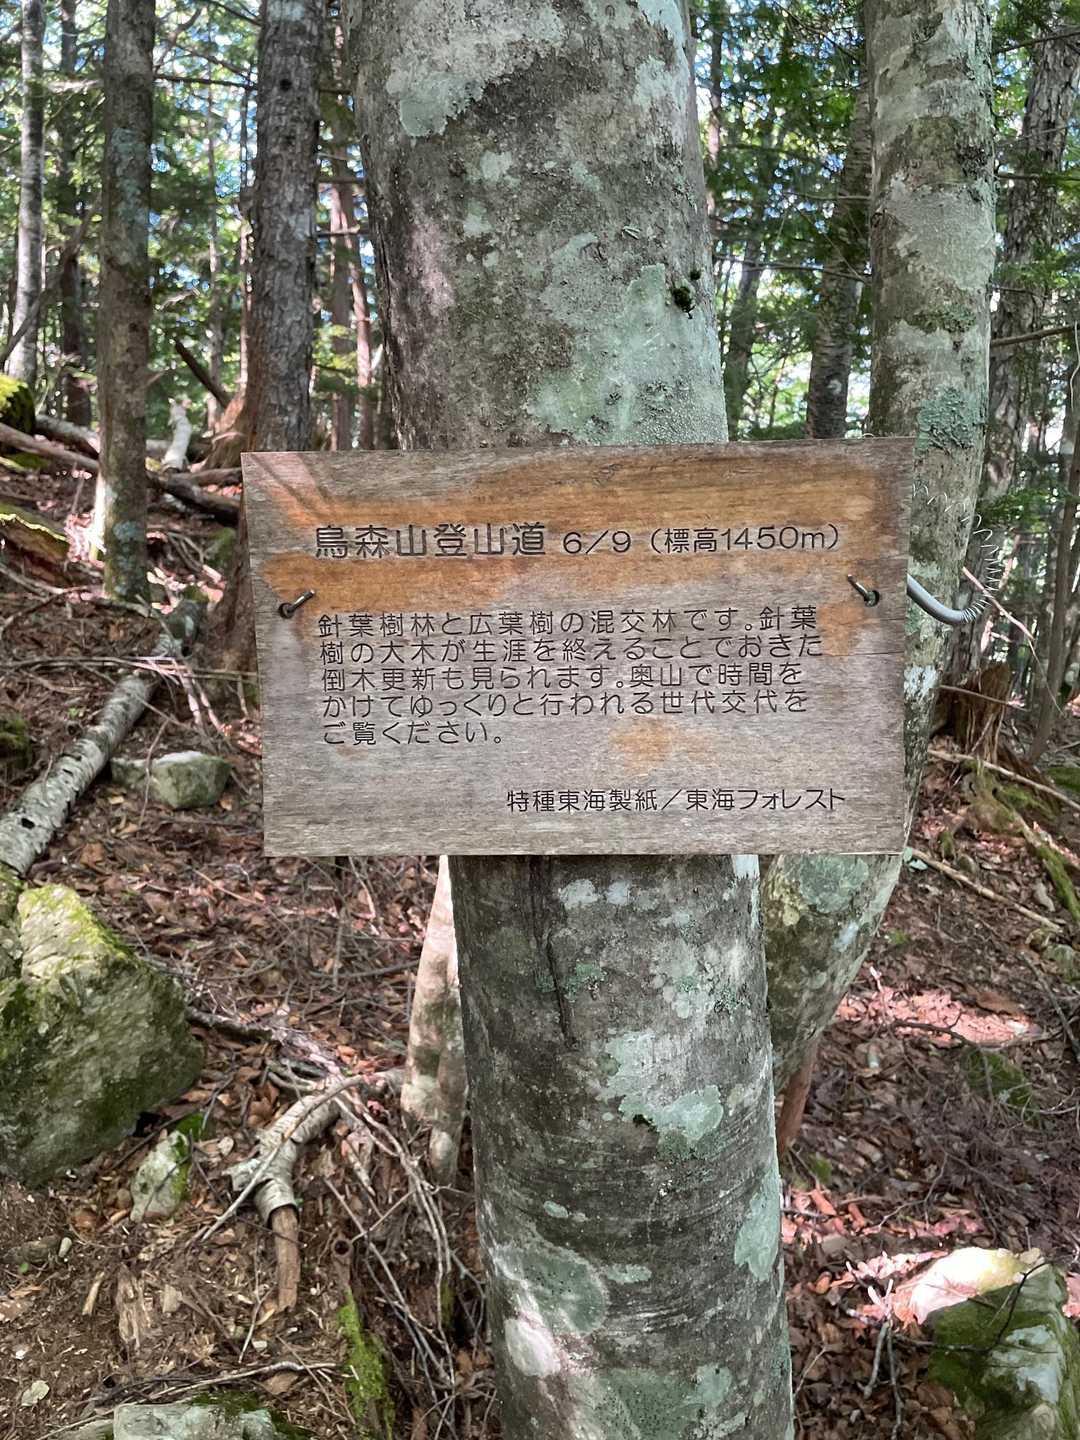 鳥森山登山道 6/9 (標高1450m)
針葉樹林と広葉樹の混交林です。針葉
樹の大木が生涯を終えることでおきた
倒木更新も見られます。奥山で時間を
かけてゆっくりと行われる世代交代を
ご覧ください。
特種東海製紙/東海フォレスト